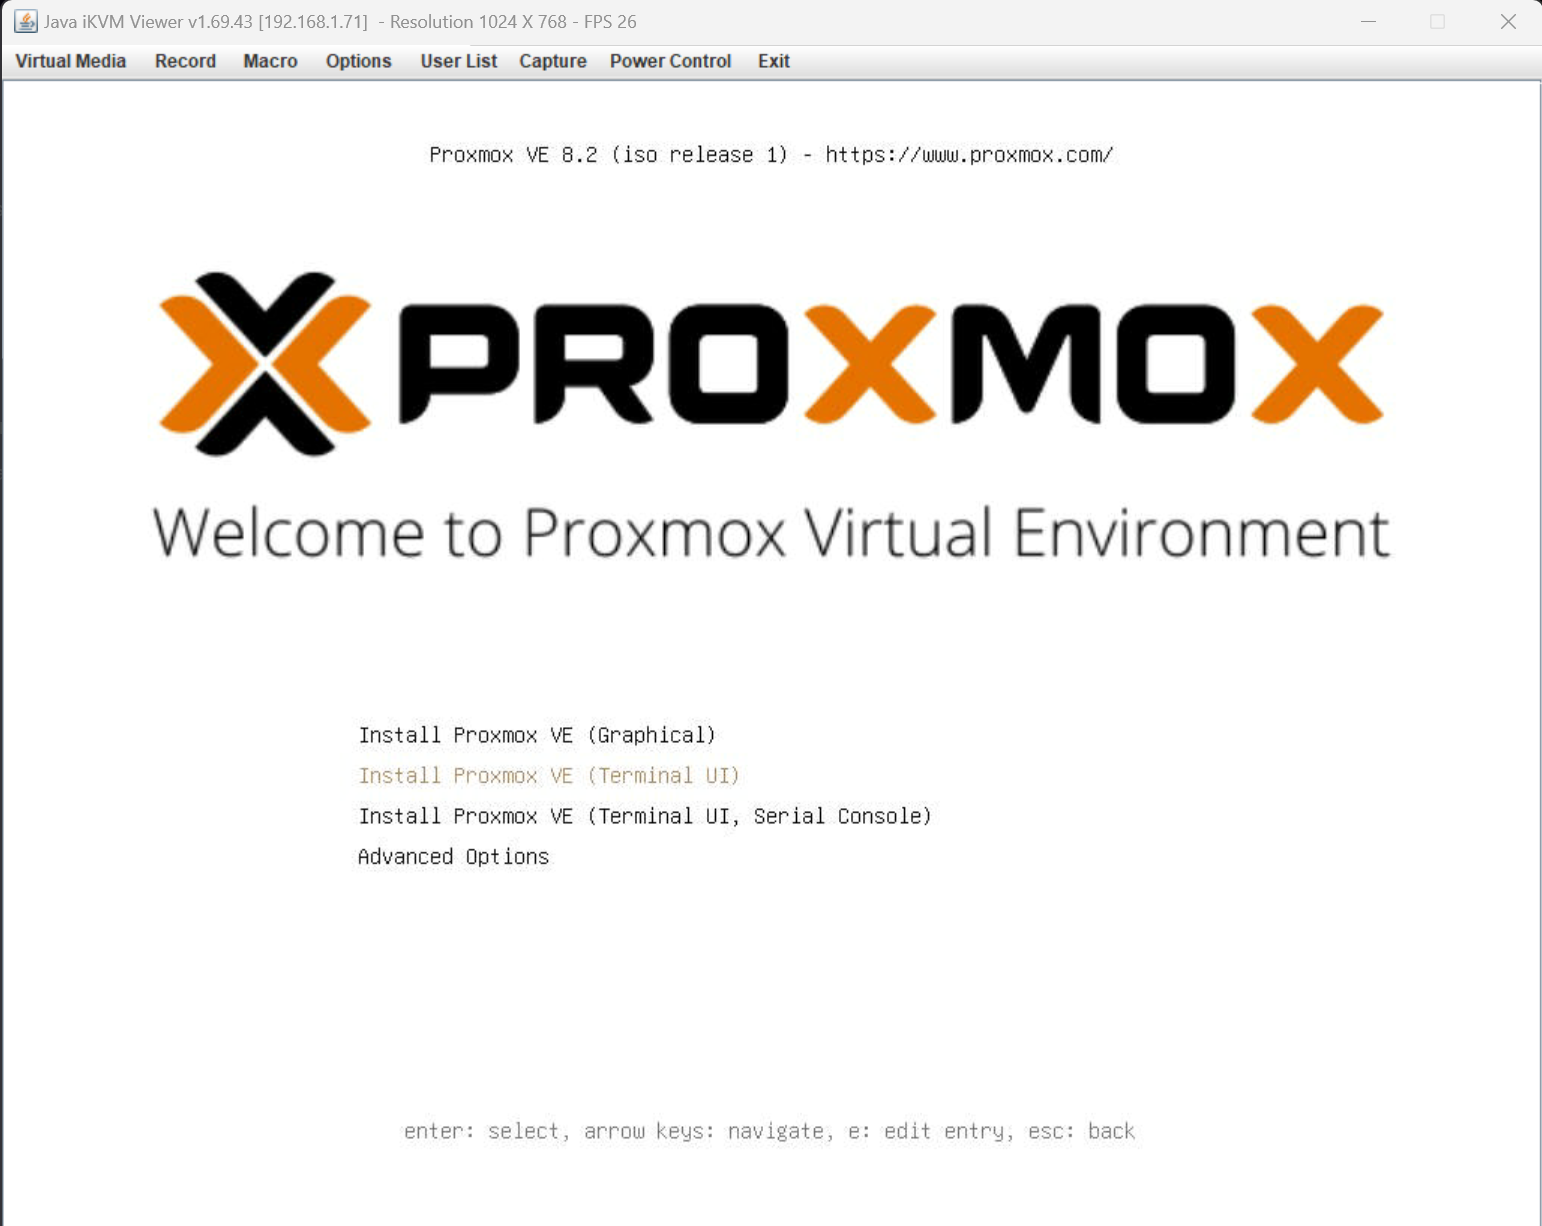 Java iKVM Viewer v1.69.43 [192.168.1.71]  - Resolution 1024 X 768 - FPS 26
Virtual Media Record Macro Options User List Capture Power Control Exit
Proxmox VE 8.2 (iso release 1) - https://www.proxmox.com/
PROXMOX
Welcome to Proxmox Virtual Environment
Install Proxmox VE (Graphical)
Install Proxmox VE (Terminal UI)
Install Proxmox VE (Terminal UI, Serial Console)
Advanced Options
enter: select, arrow keys: navigate, e: edit entry, esc: back